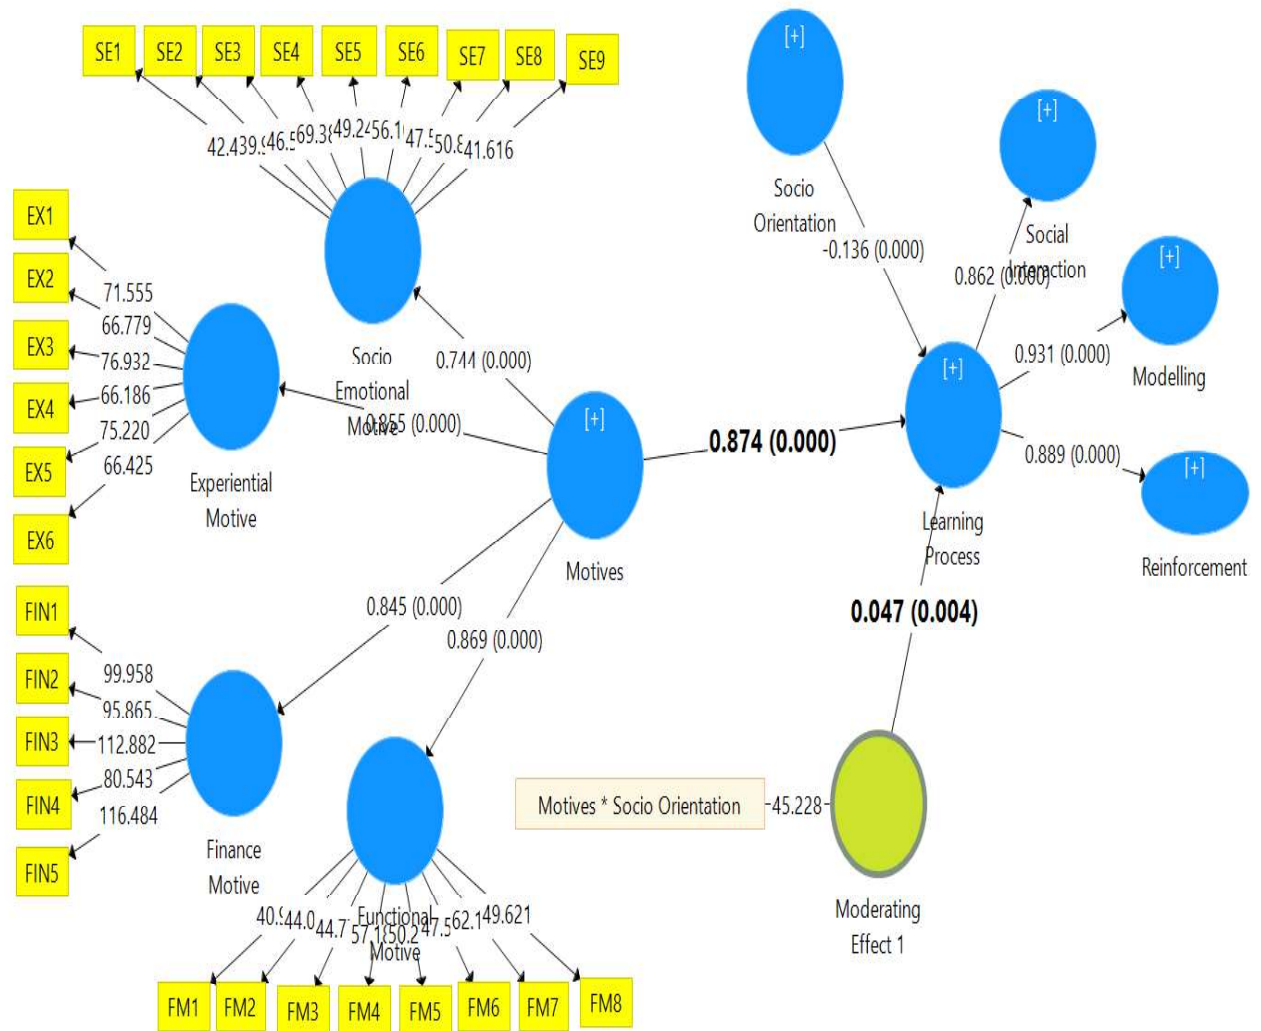 SE1 SE2 SE3 SE4 SE5 SE6 SE7 SE8 SE9
41.616
EX1
EX2
EX3
EX4
EX5
EX6
71.555
66.779
76.932
66.186
75.220
66.425
Experiential
Motive
Socio
Emotional
Motive
0.744 (0.000)
0.855 (0.000)
[+]
Motives
0.845 (0.000)
0.869 (0.000)
FIN1
FIN2
FIN3
FIN4
FIN5
99.958
95.865
112.882
80.543
116.484
Finance
Motive
Functional
Motive
49.621
FM1 FM2 FM3 FM4 FM5 FM6 FM7 FM8
[+]
Socio
Orientation
-0.136 (0.000)
[+]
Social
Interaction
0.862 (0.000)
[+]
Modelling
0.931 (0.000)
[+]
Learning
Process
0.874 (0.000)
0.889 (0.000)
[+]
Reinforcement
0.047 (0.004)
Motives * Socio Orientation
45.228
Moderating
Effect 1